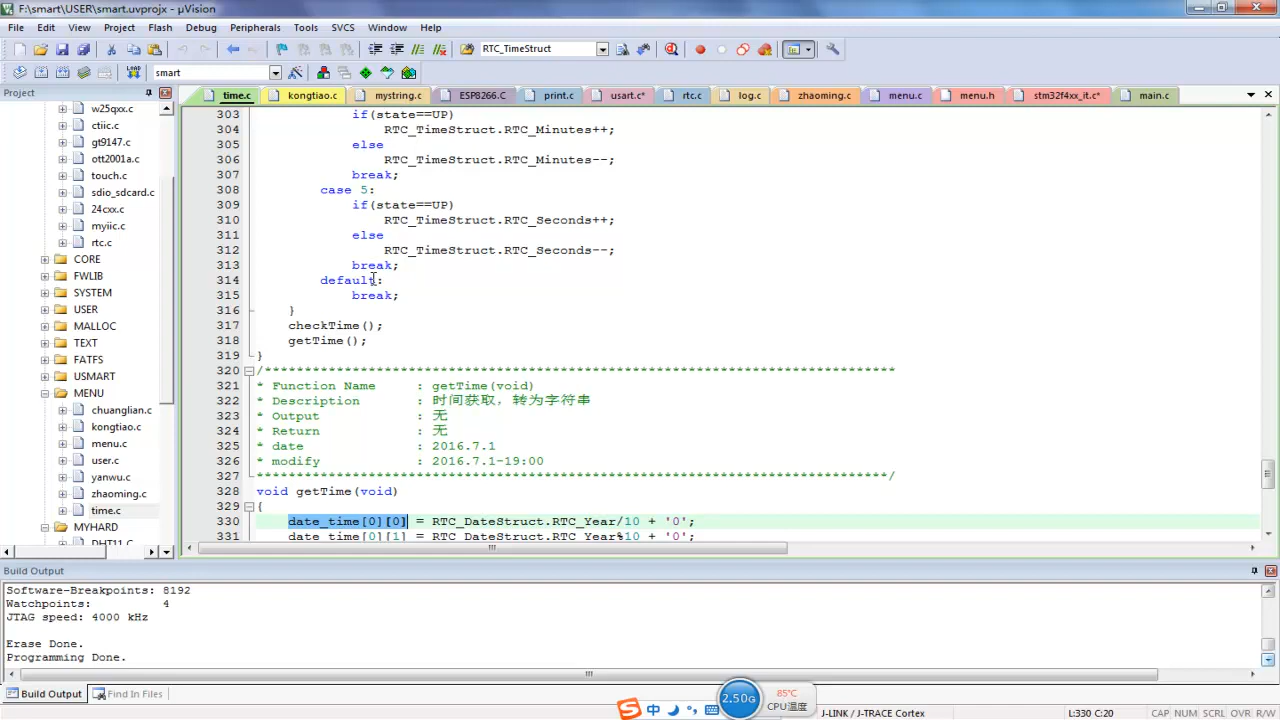 F:\smart\USER\smart.uvprojx - µVision
File Edit View Project Flash Debug Peripherals Tools SVCS Window Help
RTC_TimeStruct
LOAD smart
Project
time.c kongtiao.c mystring.c ESP8266.C print.c usart.c* rtc.c log.c zhaoming.c menu.c menu.h stm32f4xx_it.c* main.c
w25qxx.c
ctiic.c
gt9147.c
ott2001a.c
touch.c
sdio_sdcard.c
24cxx.c
myiic.c
rtc.c
CORE
FWLIB
SYSTEM
USER
MALLOC
TEXT
FATFS
USMART
MENU
chuanglian.c
kongtiao.c
menu.c
user.c
yanwu.c
zhaoming.c
time.c
MYHARD
DHT11.C
303 if(state==UP)
304 RTC_TimeStruct.RTC_Minutes++;
305 else
306 RTC_TimeStruct.RTC_Minutes--;
307 break;
308 case 5:
309 if(state==UP)
310 RTC_TimeStruct.RTC_Seconds++;
311 else
312 RTC_TimeStruct.RTC_Seconds--;
313 break;
314 default:
315 break;
316 }
317 checkTime();
318 getTime();
319 }
320 /*******************************************************************************
321 * Function Name : getTime(void)
322 * Description : 时间获取，转为字符串
323 * Output : 无
324 * Return : 无
325 * date : 2016.7.1
326 * modify : 2016.7.1-19:00
327 *******************************************************************************/
328 void getTime(void)
329 {
330 date_time[0][0] = RTC_DateStruct.RTC_Year/10 + '0';
331 date_time[0][1] = RTC_DateStruct.RTC_Year%10 + '0';
Build Output
Software-Breakpoints: 8192
Watchpoints: 4
JTAG speed: 4000 kHz
Erase Done.
Programming Done.
Build Output Find In Files
中
2.50G
85℃
CPU温度
J-LINK / J-TRACE Cortex L:330 C:20 CAP NUM SCRL OVR R/W